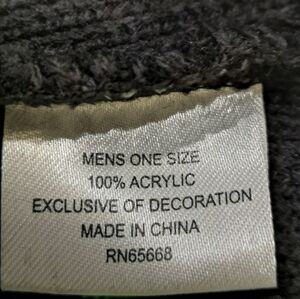 MENS ONE SIZE
100% ACRYLIC
EXCLUSIVE OF DECORATION
MADE IN CHINA
RN65668